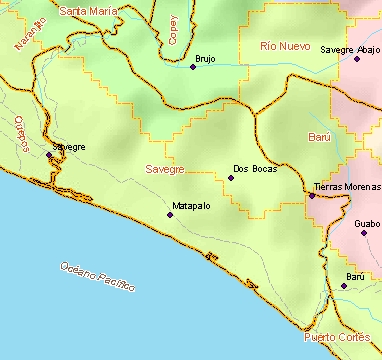 Santa María
Naranjito
Copey
Río Nuevo
Savegre Abajo
Brujo
Quepos
Barú
Savegre
Savegre
Dos Bocas
Tierras Morenas
Matapalo
Guabo
Océano Pacífico
Barú
Puerto Cortés